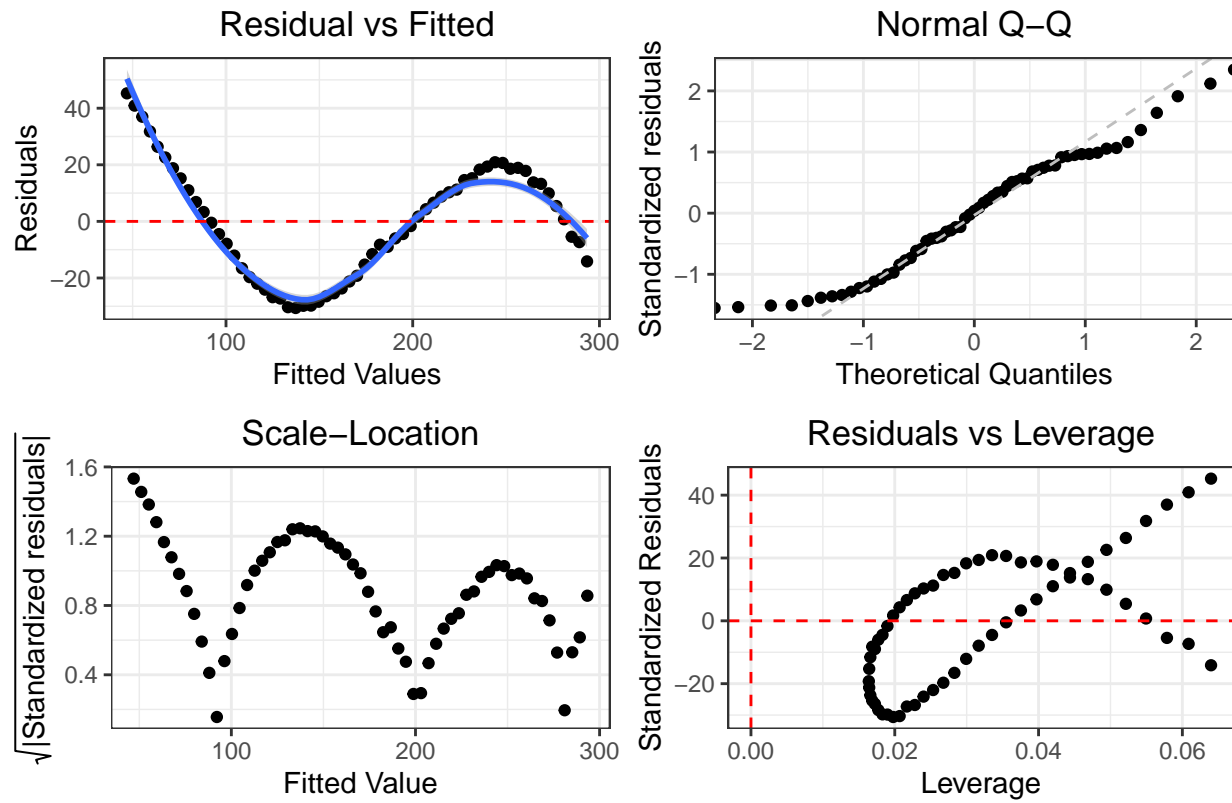 Residual vs Fitted
Residuals
40
20
0
−20
100
200
300
Fitted Values
Normal Q−Q
Standardized residuals
2
1
0
−1
−2
−1
0
1
2
Theoretical Quantiles
Scale−Location
√|Standardized residuals|
1.6
1.2
0.8
0.4
100
200
300
Fitted Value
Residuals vs Leverage
Standardized Residuals
40
20
0
−20
0.00
0.02
0.04
0.06
Leverage